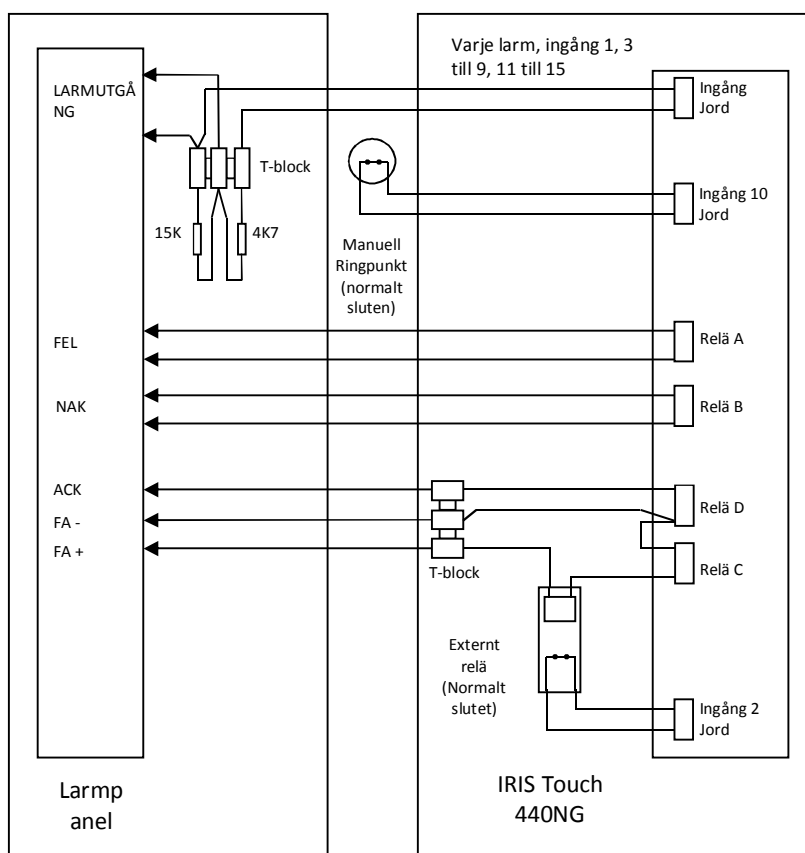 Varje larm, ingång 1, 3
till 9, 11 till 15
LARMUTGÅ
NG
Ingång
Jord
T-block
15K
4K7
Manuell
Ringpunkt
(normalt
sluten)
Ingång 10
Jord
FEL
Relä A
NAK
Relä B
ACK
FA -
FA +
T-block
Relä D
Relä C
Externt
relä
(Normalt
slutet)
Ingång 2
Jord
Larmp
anel
IRIS Touch
440NG